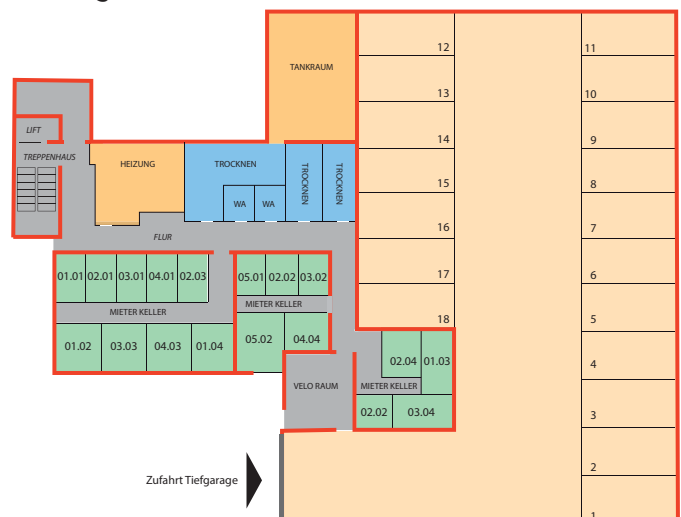 12
11
TANKRAUM
13
10
LIFT
14
9
TREPPENHAUS
HEIZUNG
TROCKNEN
TROCKNEN
TROCKNEN
15
8
WA
WA
16
7
FLUR
01.01 02.01 03.01 04.01 02.03
05.01 02.02 03.02
17
6
MIETER KELLER
MIETER KELLER
18
5
01.02 03.03 04.03 01.04
05.02 04.04
02.04 01.03
4
VELO RAUM
MIETER KELLER
02.02 03.04
3
2
Zufahrt Tiefgarage
1